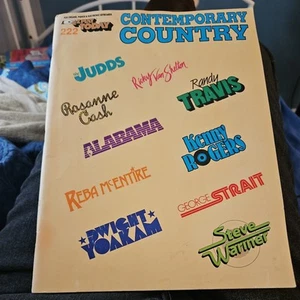 222
CONTEMPORARY
COUNTRY
THE JUDDS
Ricky Van Shelton
Randy
TRAVIS
Rosanne
Cash
ALABAMA
KENNY
ROGERS
REBA McENTIRE
GEORGE STRAIT
DWIGHT
YOAKAM
Steve
Wariner